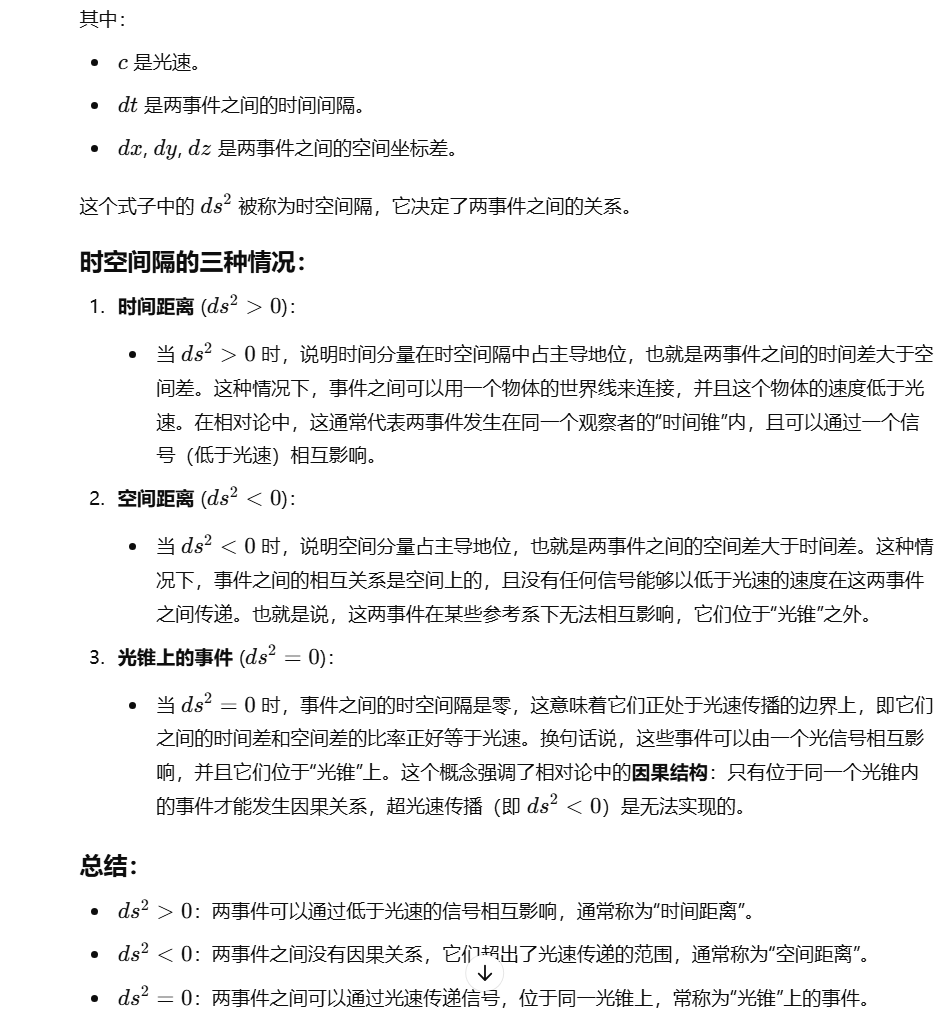 其中：
• c 是光速。
• dt 是两事件之间的时间间隔。
• dx, dy, dz 是两事件之间的空间坐标差。
这个式子中的 ds² 被称为时空间隔，它决定了两事件之间的关系。
时空间隔的三种情况：
1. 时间距离 (ds² > 0)：
• 当 ds² > 0 时，说明时间分量在时空间隔中占主导地位，也就是两事件之间的时间差大于空
间差。这种情况下，事件之间可以用一个物体的世界线来连接，并且这个物体的速度低于光
速。在相对论中，这通常代表两事件发生在同一个观察者的“时间锥”内，且可以通过一个信
号（低于光速）相互影响。
2. 空间距离 (ds² < 0)：
• 当 ds² < 0 时，说明空间分量占主导地位，也就是两事件之间的空间差大于时间差。这种情
况下，事件之间的相互关系是空间上的，且没有任何信号能够以低于光速的速度在这两事件
之间传递。也就是说，这两事件在某些参考系下无法相互影响，它们位于“光锥”之外。
3. 光锥上的事件 (ds² = 0)：
• 当 ds² = 0 时，事件之间的时空间隔是零，这意味着它们正处于光速传播的边界上，即它们
之间的时间差和空间差的比率正好等于光速。换句话说，这些事件可以由一个光信号相互影
响，并且它们位于“光锥”上。这个概念强调了相对论中的因果结构：只有位于同一个光锥内
的事件才能发生因果关系，超光速传播（即 ds² < 0）是无法实现的。
总结：
• ds² > 0：两事件可以通过低于光速的信号相互影响，通常称为“时间距离”。
• ds² < 0：两事件之间没有因果关系，它们超出了光速传递的范围，通常称为“空间距离”。
• ds² = 0：两事件之间可以通过光速传递信号，位于同一光锥上，常称为“光锥”上的事件。